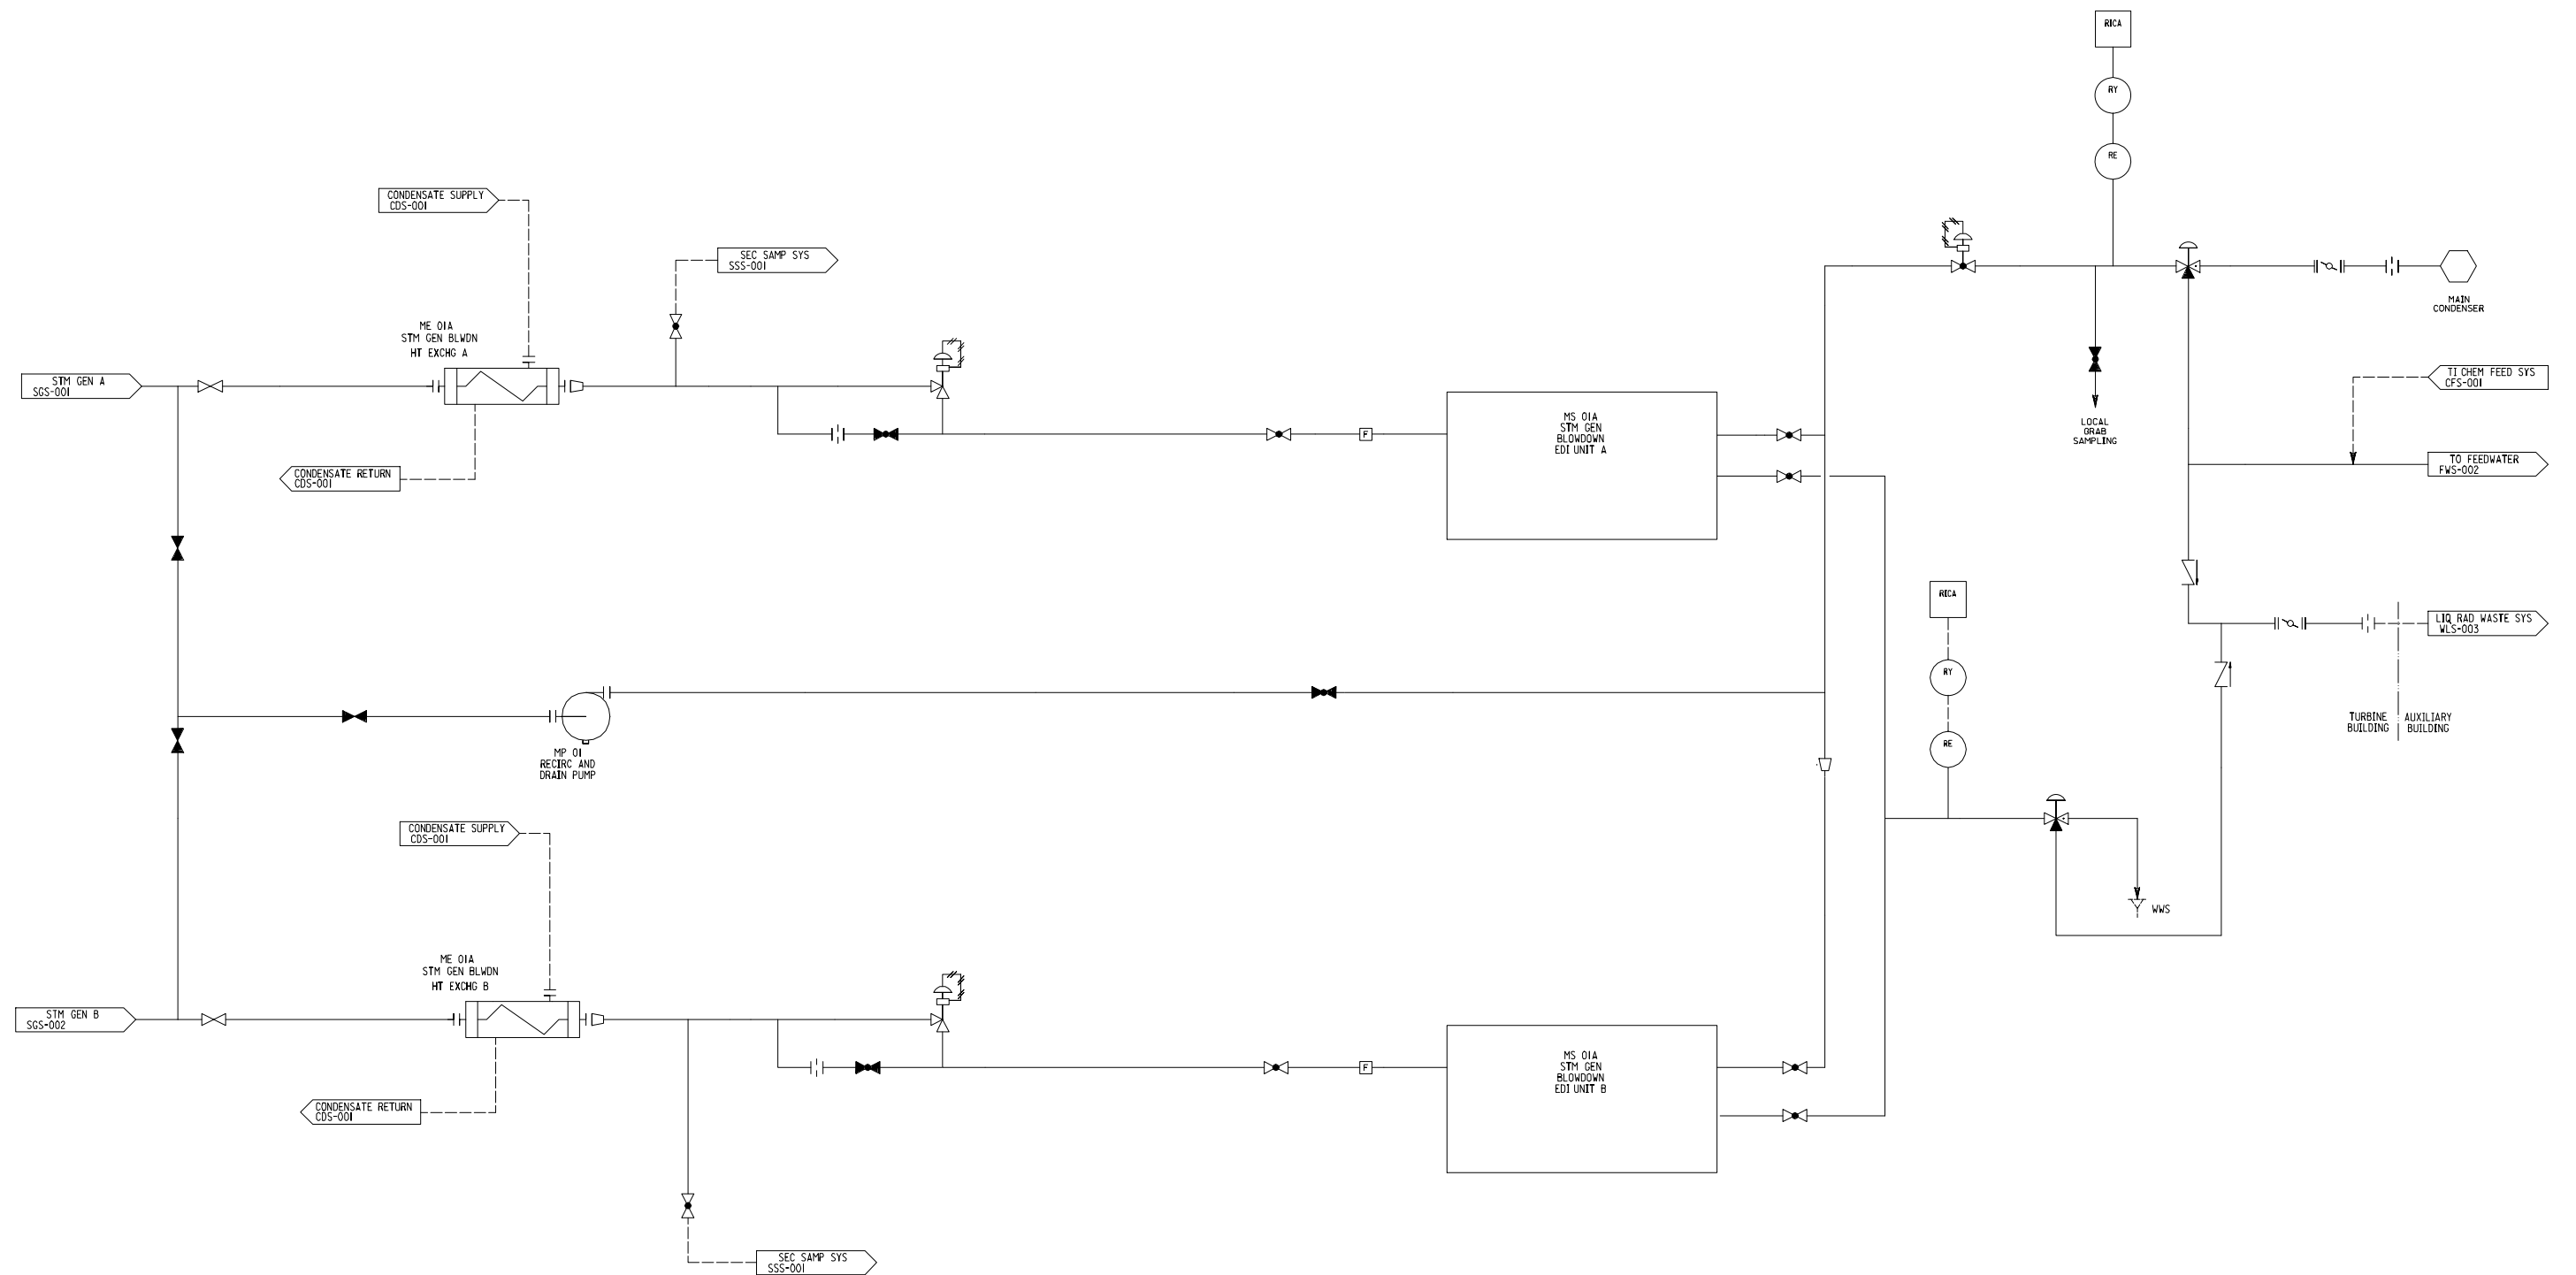 RICA
RY
RE
CONDENSATE SUPPLY
CDS-001
SEC SAMP SYS
SSS-001
MAIN
CONDENSER
ME 01A
STM GEN BLWDN
HT EXCHG A
STM GEN A
SGS-001
TI CHEM FEED SYS
CFS-001
LOCAL
GRAB
SAMPLING
MS 01A
STM GEN
BLOWDOWN
EDI UNIT A
F
CONDENSATE RETURN
CDS-001
TO FEEDWATER
FWS-002
RICA
RY
RE
LIQ RAD WASTE SYS
WLS-003
TURBINE
BUILDING
AUXILIARY
BUILDING
MP 01
RECIRC AND
DRAIN PUMP
CONDENSATE SUPPLY
CDS-001
WWS
ME 01A
STM GEN BLWDN
HT EXCHG B
STM GEN B
SGS-002
MS 01A
STM GEN
BLOWDOWN
EDI UNIT B
F
CONDENSATE RETURN
CDS-001
SEC SAMP SYS
SSS-001